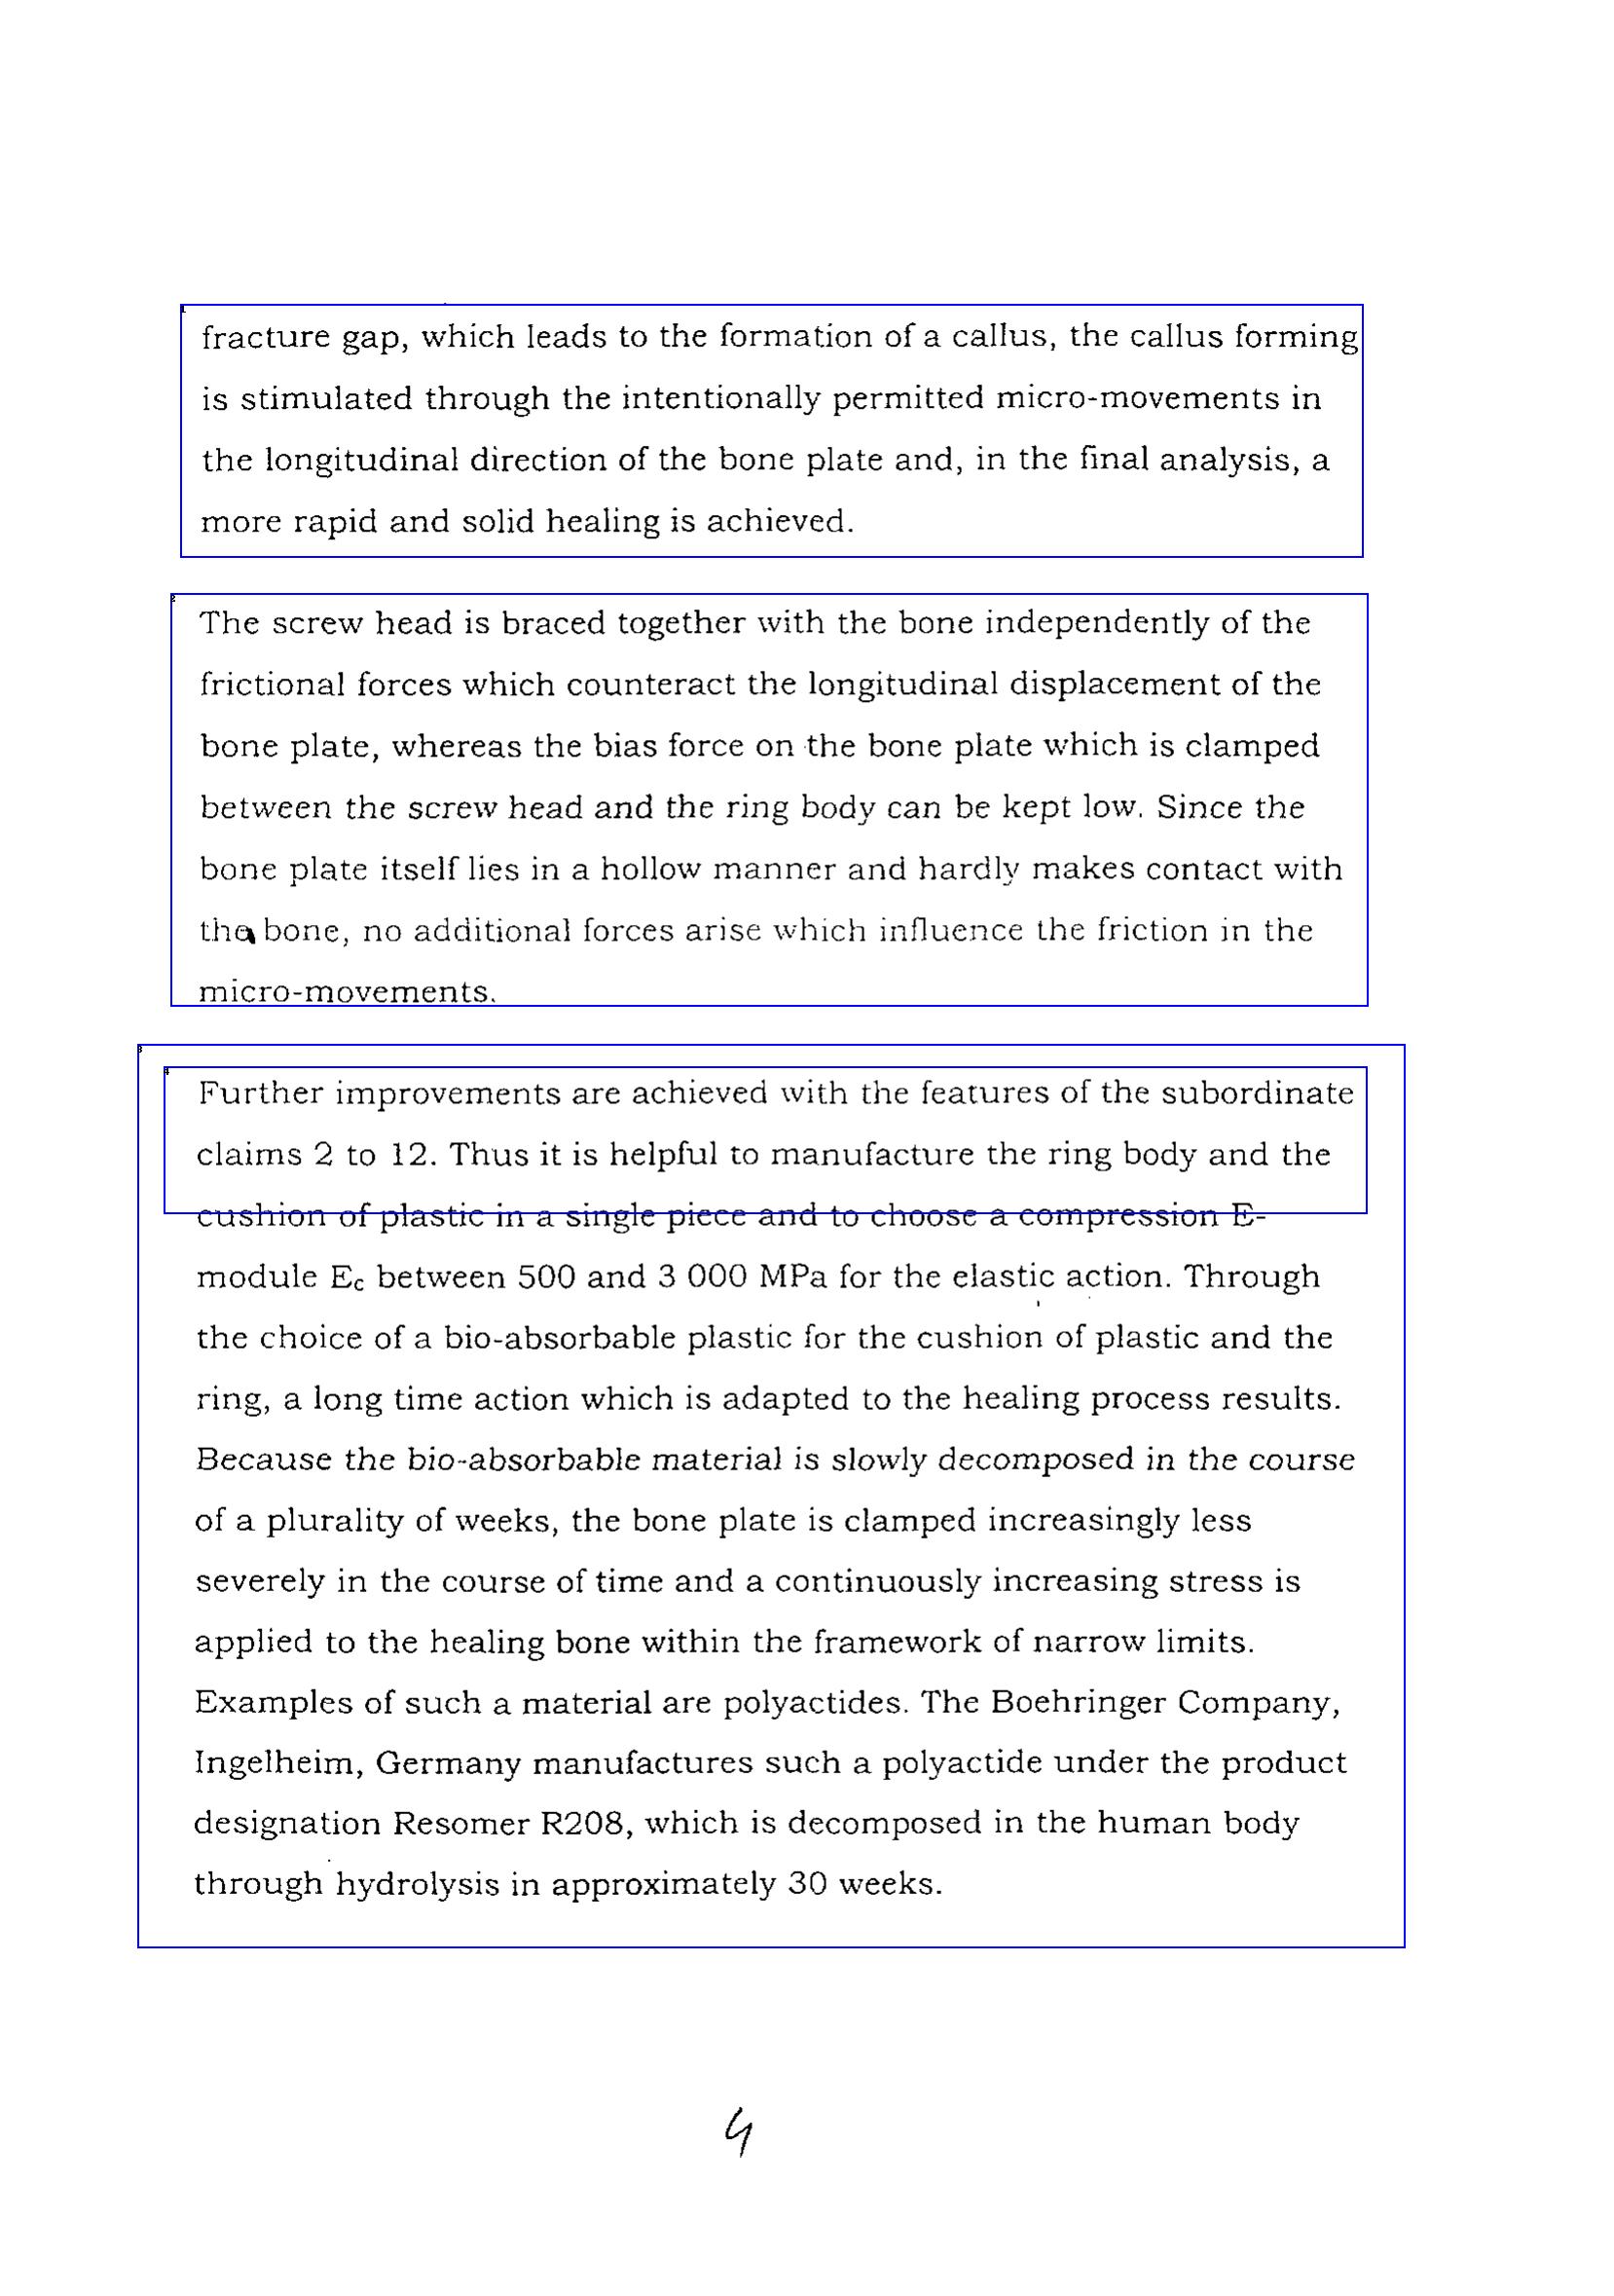 fracture gap, which leads to the formation of a callus, the callus forming
is stimulated through the intentionally permitted micro-movements in
the longitudinal direction of the bone plate and, in the final analysis, a
more rapid and solid healing is achieved.
The screw head is braced together with the bone independently of the
frictional forces which counteract the longitudinal displacement of the
bone plate, whereas the bias force on the bone plate which is clamped
between the screw head and the ring body can be kept low. Since the
bone plate itself lies in a hollow manner and hardly makes contact with
the bone, no additional forces arise which influence the friction in the
micro-movements.
Further improvements are achieved with the features of the subordinate
claims 2 to 12. Thus it is helpful to manufacture the ring body and the
cushion of plastic in a single piece and to choose a compression E-
module Ec between 500 and 3 000 MPa for the elastic action. Through
the choice of a bio-absorbable plastic for the cushion of plastic and the
ring, a long time action which is adapted to the healing process results.
Because the bio-absorbable material is slowly decomposed in the course
of a plurality of weeks, the bone plate is clamped increasingly less
severely in the course of time and a continuously increasing stress is
applied to the healing bone within the framework of narrow limits.
Examples of such a material are polyactides. The Boehringer Company,
Ingelheim, Germany manufactures such a polyactide under the product
designation Resomer R208, which is decomposed in the human body
through hydrolysis in approximately 30 weeks.
4